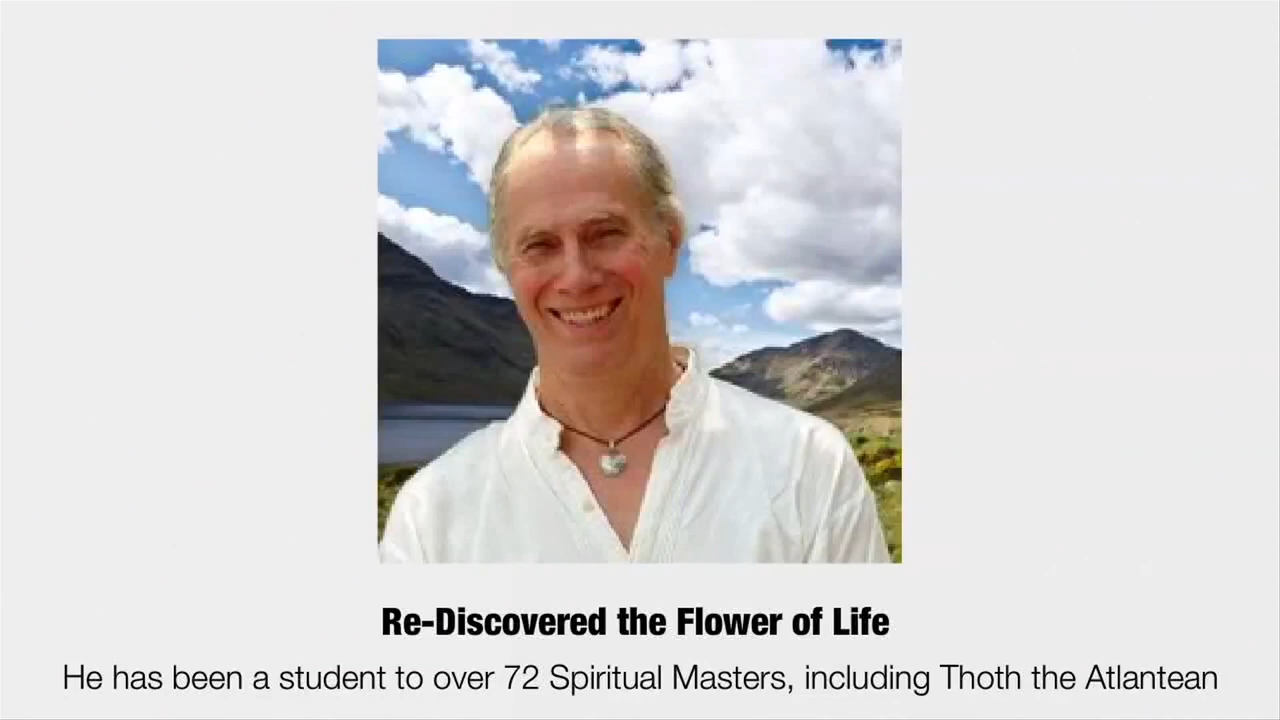 Re-Discovered the Flower of Life
He has been a student to over 72 Spiritual Masters, including Thoth the Atlantean